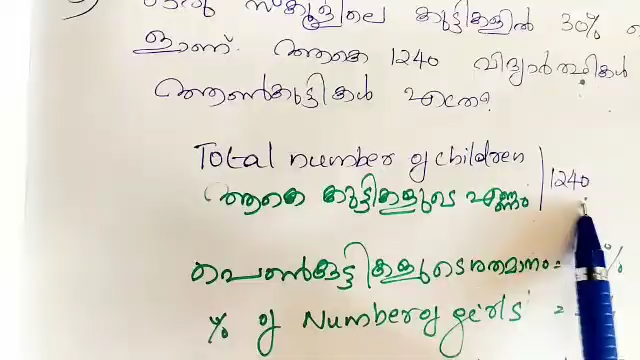 ഒരു സ്കൂളിലെ കുട്ടികളിൽ 30%
ളാണ്. ആകെ 1240 വിദ്യാർത്ഥികൾ
ആൺകുട്ടികൾ എത്ര?
Total number of children
ആകെ കുട്ടികളുടെ എണ്ണം | 1240
പെൺകുട്ടികളുടെ ശതമാനം = %
% of Number of girls =